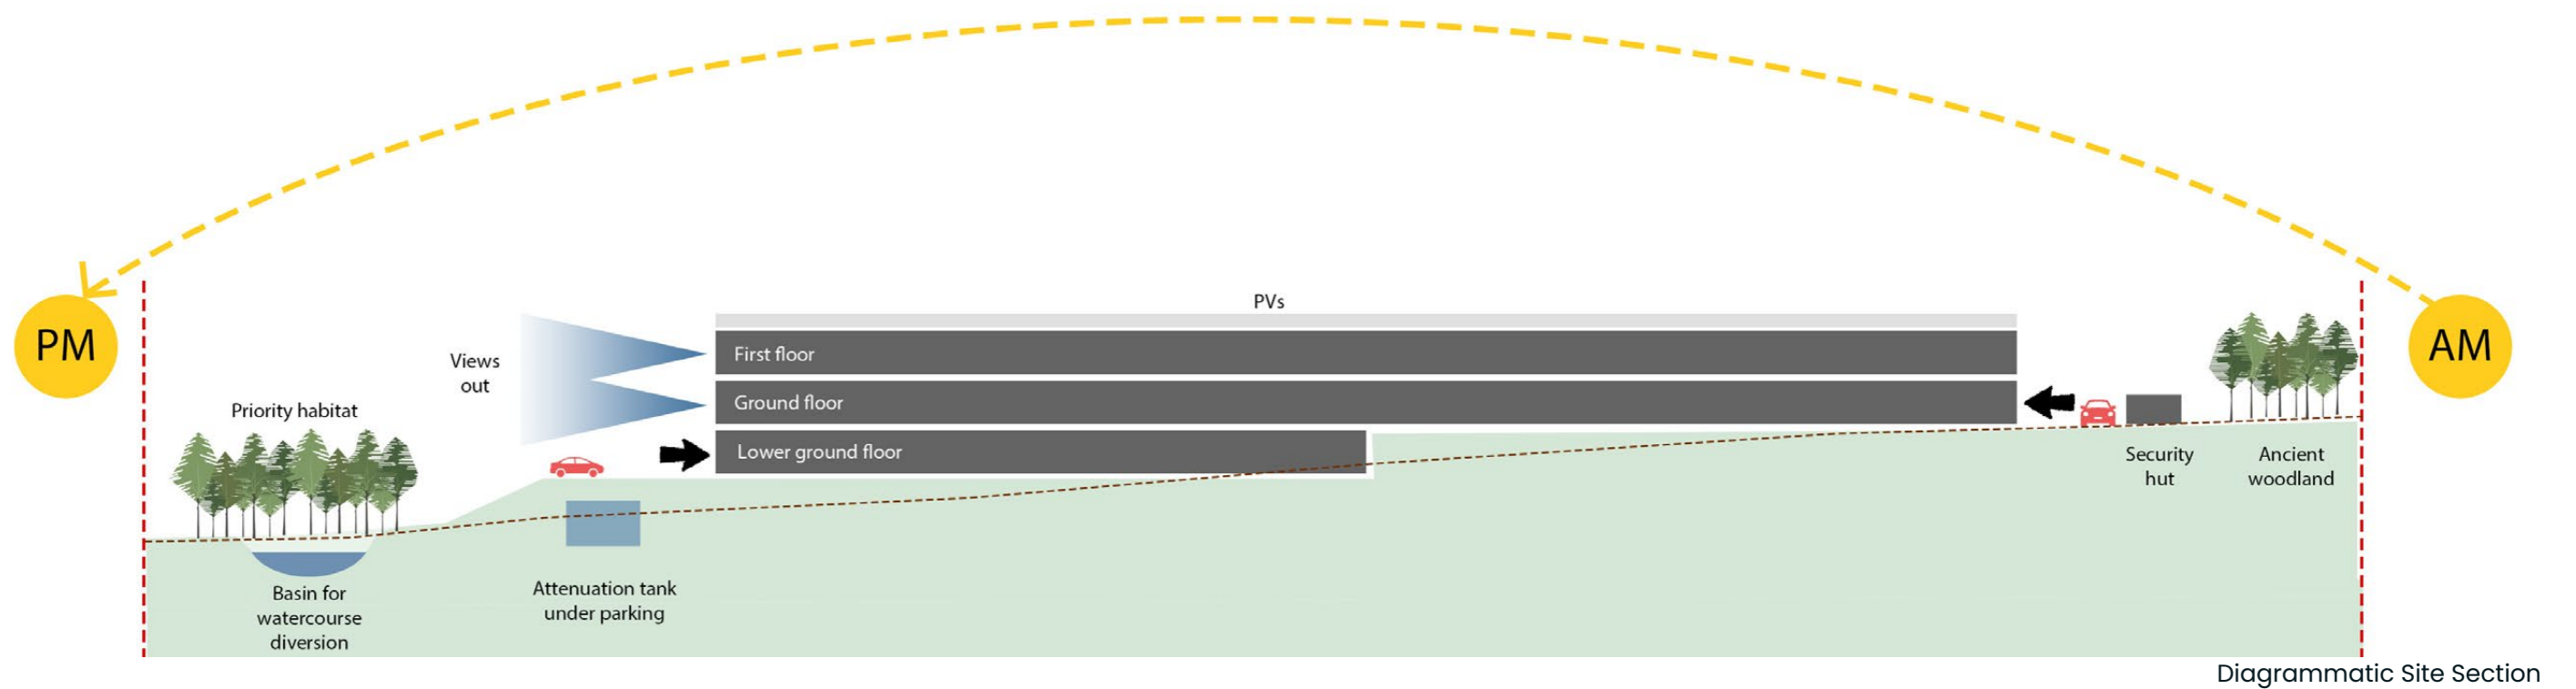 PM
AM
PVs
Views
out
First floor
Ground floor
Lower ground floor
Priority habitat
Security
hut
Ancient
woodland
Basin for
watercourse
diversion
Attenuation tank
under parking
Diagrammatic Site Section